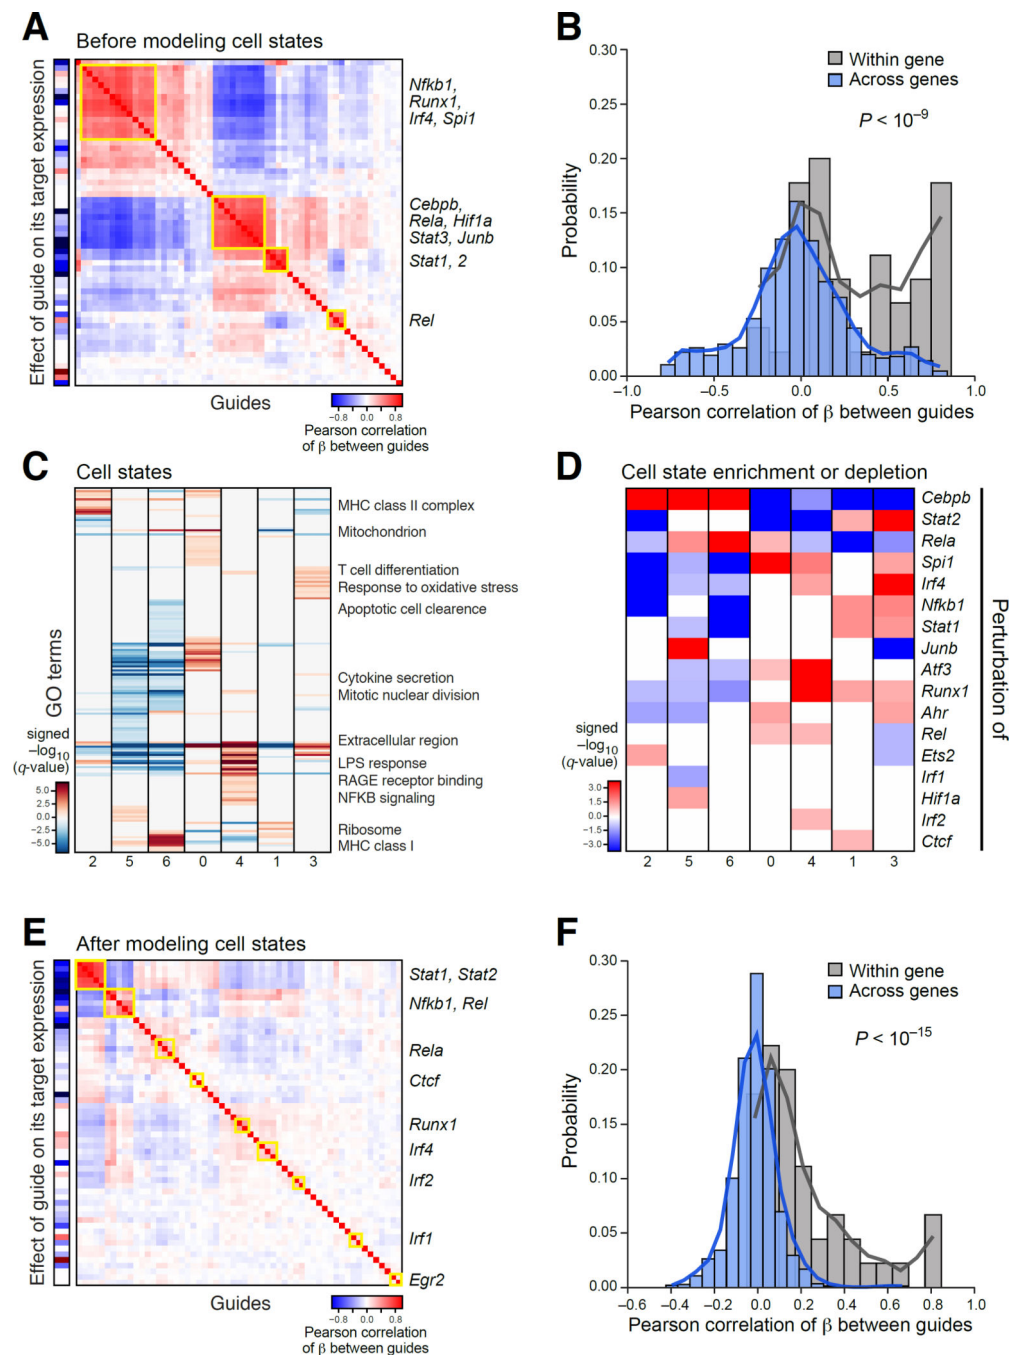 A
Before modeling cell states
Effect of guide on its target expression
Nfkb1,
Runx1,
Irf4, Spi1
Cebpb,
Rela, Hif1a
Stat3, Junb
Stat1, 2
Rel
Guides
–0.8 0.0 0.8
Pearson correlation
of β between guides
B
Within gene
Across genes
P < 10–9
Probability
0.30
0.25
0.20
0.15
0.10
0.05
0.00
–1.0 –0.5 0.0 0.5 1.0
Pearson correlation of β between guides
C
Cell states
GO terms
MHC class II complex
Mitochondrion
T cell differentiation
Response to oxidative stress
Apoptotic cell clearence
Cytokine secretion
Mitotic nuclear division
Extracellular region
LPS response
RAGE receptor binding
NFKB signaling
Ribosome
MHC class I
signed
–log10
(q-value)
5.0
2.5
0.0
–2.5
–5.0
2 5 6 0 4 1 3
D
Cell state enrichment or depletion
Cebpb
Stat2
Rela
Spi1
Irf4
Nfkb1
Stat1
Junb
Atf3
Runx1
Ahr
Rel
Ets2
Irf1
Hif1a
Irf2
Ctcf
Perturbation of
signed
–log10
(q-value)
3.0
1.5
0.0
–1.5
–3.0
2 5 6 0 4 1 3
E
After modeling cell states
Effect of guide on its target expression
Stat1, Stat2
Nfkb1, Rel
Rela
Ctcf
Runx1
Irf4
Irf2
Irf1
Egr2
Guides
–0.8 0.0 0.8
Pearson correlation
of β between guides
F
Within gene
Across genes
P < 10–15
Probability
0.30
0.25
0.20
0.15
0.10
0.05
0.00
–0.6 –0.4 –0.2 0.0 0.2 0.4 0.6 0.8 1.0
Pearson correlation of β between guides